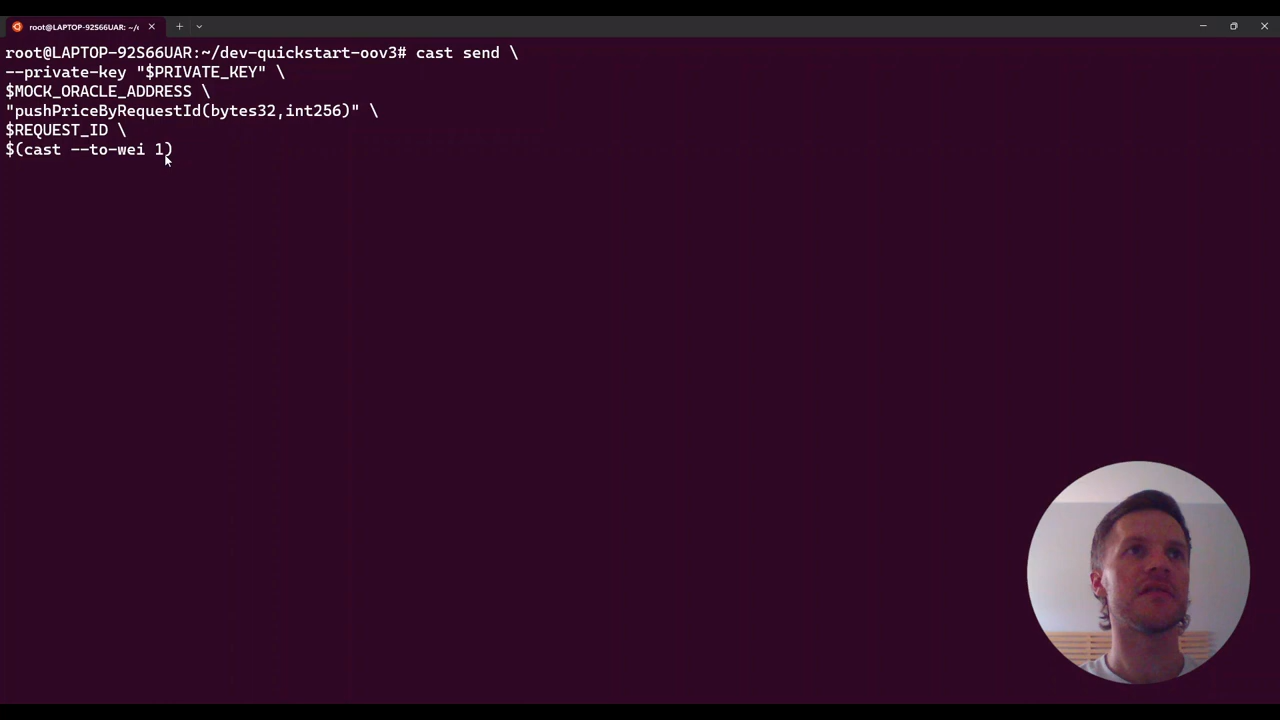 root@LAPTOP-92S66UAR: ~/d
root@LAPTOP-92S66UAR:~/dev-quickstart-oov3# cast send \
--private-key "$PRIVATE_KEY" \
$MOCK_ORACLE_ADDRESS \
"pushPriceByRequestId(bytes32,int256)" \
$REQUEST_ID \
$(cast --to-wei 1)